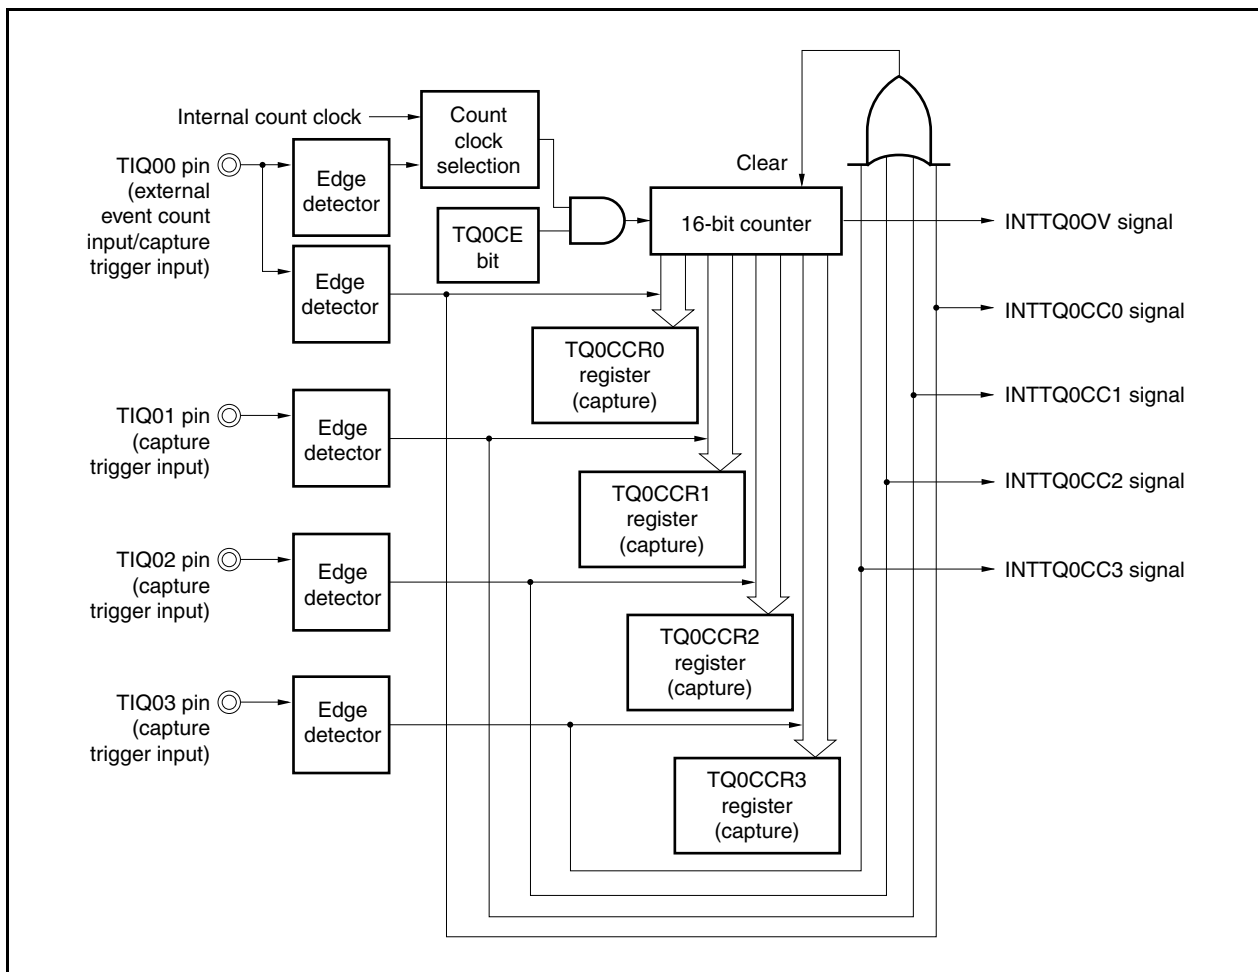 Internal count clock
Count
clock
selection
TIQ00 pin
(external
event count
input/capture
trigger input)
Edge
detector
Clear
TQ0CE
bit
16-bit counter
INTTQ0OV signal
Edge
detector
INTTQ0CC0 signal
TQ0CCR0
register
(capture)
TIQ01 pin
(capture
trigger input)
Edge
detector
INTTQ0CC1 signal
TQ0CCR1
register
(capture)
INTTQ0CC2 signal
TIQ02 pin
(capture
trigger input)
Edge
detector
INTTQ0CC3 signal
TQ0CCR2
register
(capture)
TIQ03 pin
(capture
trigger input)
Edge
detector
TQ0CCR3
register
(capture)